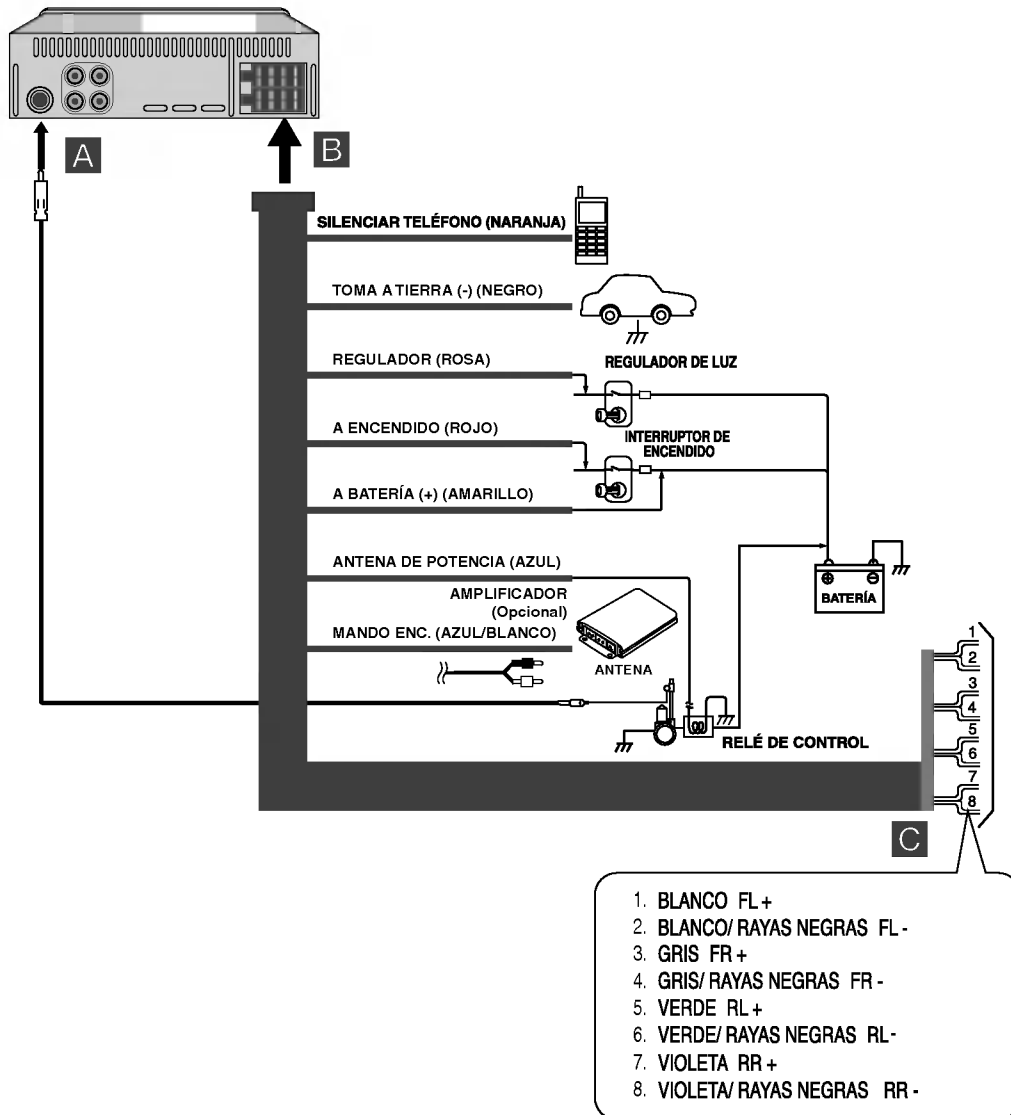 A
B
SILENCIAR TELÉFONO (NARANJA)
TOMA A TIERRA (-) (NEGRO)
REGULADOR (ROSA)
REGULADOR DE LUZ
A ENCENDIDO (ROJO)
INTERRUPTOR DE
ENCENDIDO
A BATERÍA (+) (AMARILLO)
ANTENA DE POTENCIA (AZUL)
BATERÍA
AMPLIFICADOR
(Opcional)
MANDO ENC. (AZUL/BLANCO)
ANTENA
RELÉ DE CONTROL
1
2
3
4
5
6
7
8
C
1. BLANCO FL +
2. BLANCO/ RAYAS NEGRAS FL -
3. GRIS FR +
4. GRIS/ RAYAS NEGRAS FR -
5. VERDE RL +
6. VERDE/ RAYAS NEGRAS RL-
7. VIOLETA RR +
8. VIOLETA/ RAYAS NEGRAS RR -